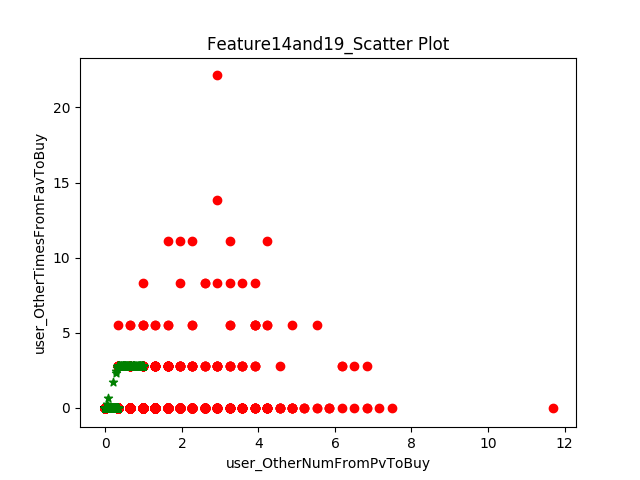 Feature14and19_Scatter Plot
user_OtherTimesFromFavToBuy
20
15
10
5
0
0 2 4 6 8 10 12
user_OtherNumFromPvToBuy